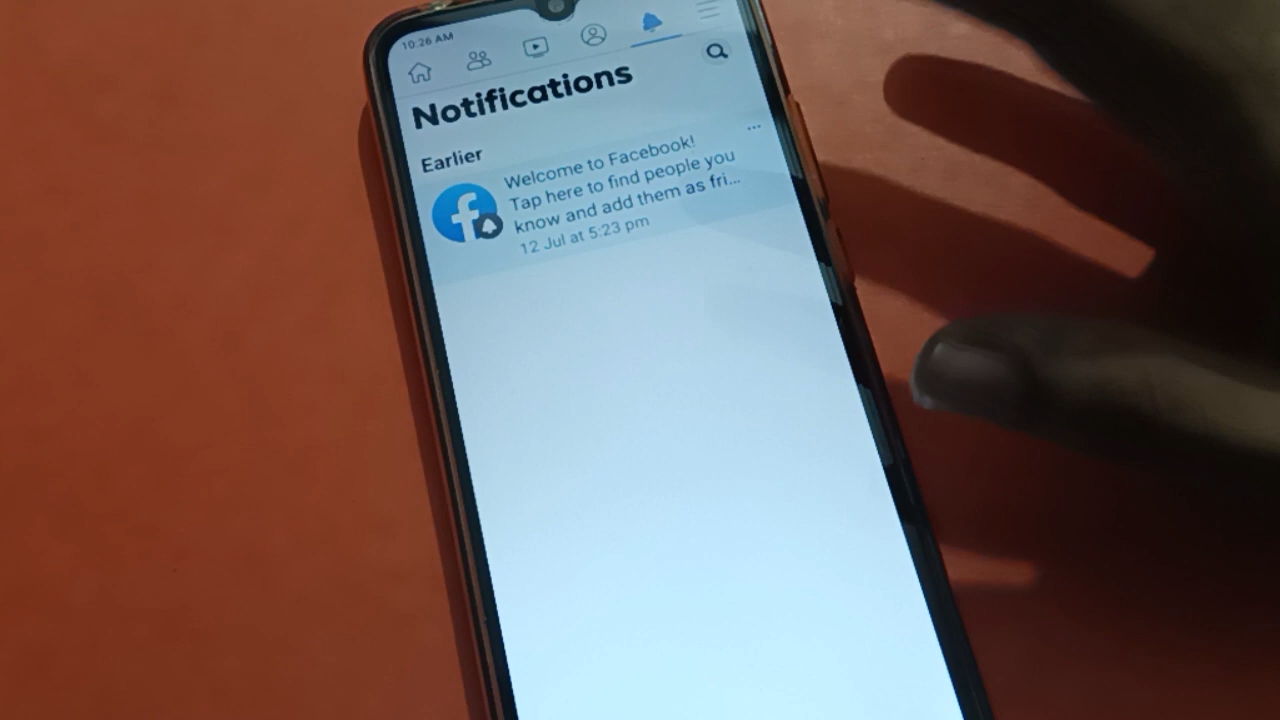 10:26 AM
Notifications
Earlier
Welcome to Facebook!
Tap here to find people you
know and add them as fri...
12 Jul at 5:23 pm